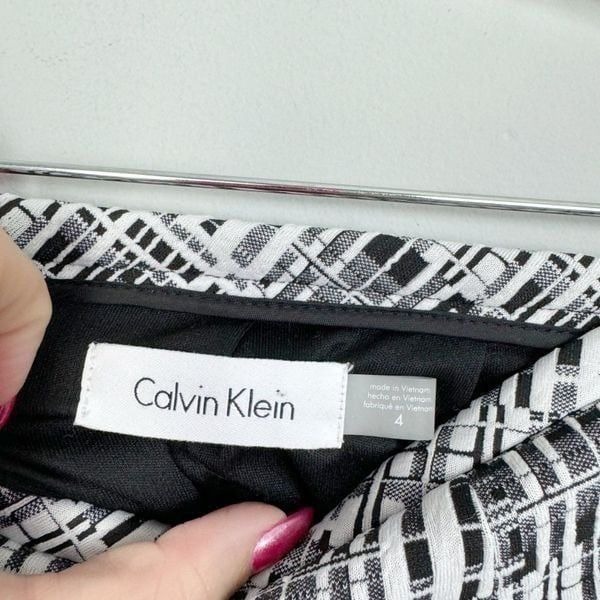 Calvin Klein
made in Vietnam
hecho en Vietnam
fabriqué en Vietnam
4